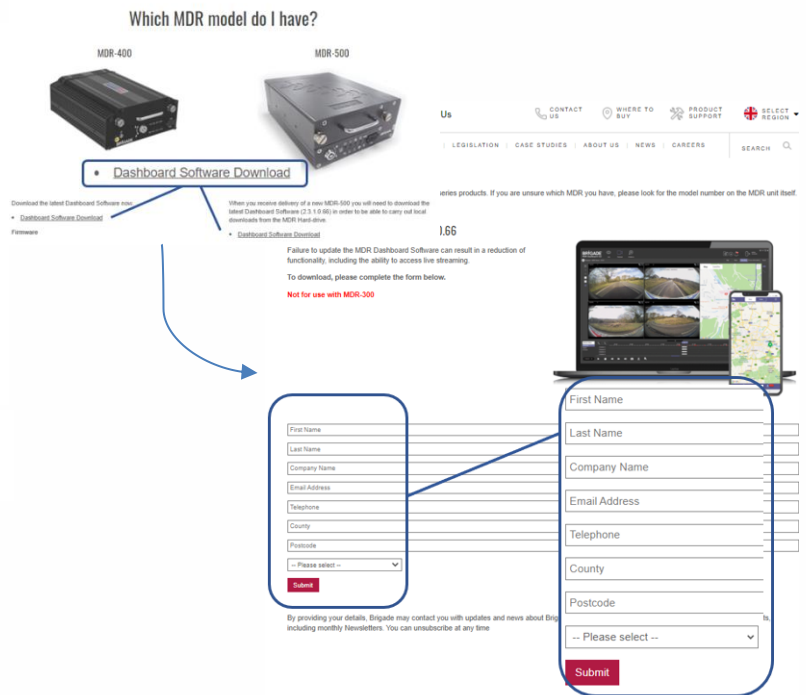 Which MDR model do I have?
MDR-400
MDR-500
Dashboard Software Download
Download the latest Dashboard Software now.
Dashboard Software Download
Firmware
When you receive delivery of a new MDR-500 you will need to download the
latest Dashboard Software (2.3.1.0.66) in order to be able to carry out local
downloads from the MDR Hard-drive
Dashboard Software Download
Us
CONTACT
US
WHERE TO
BUY
PRODUCT
SUPPORT
SELECT
REGION
LEGISLATION
CASE STUDIES
ABOUT US
NEWS
CAREERS
SEARCH
series products. If you are unsure which MDR you have, please look for the model number on the MDR unit itself.
0.66
Failure to update the MDR Dashboard Software can result in a reduction of
functionality, including the ability to access live streaming.
To download, please complete the form below.
Not for use with MDR-300
BRIGADE
First Name
Last Name
Company Name
Email Address
Telephone
County
Postcode
-- Please select --
Submit
First Name
Last Name
Company Name
Email Address
Telephone
County
Postcode
-- Please select --
Submit
By providing your details, Brigade may contact you with updates and news about Brig
ts,
including monthly Newsletters. You can unsubscribe at any time